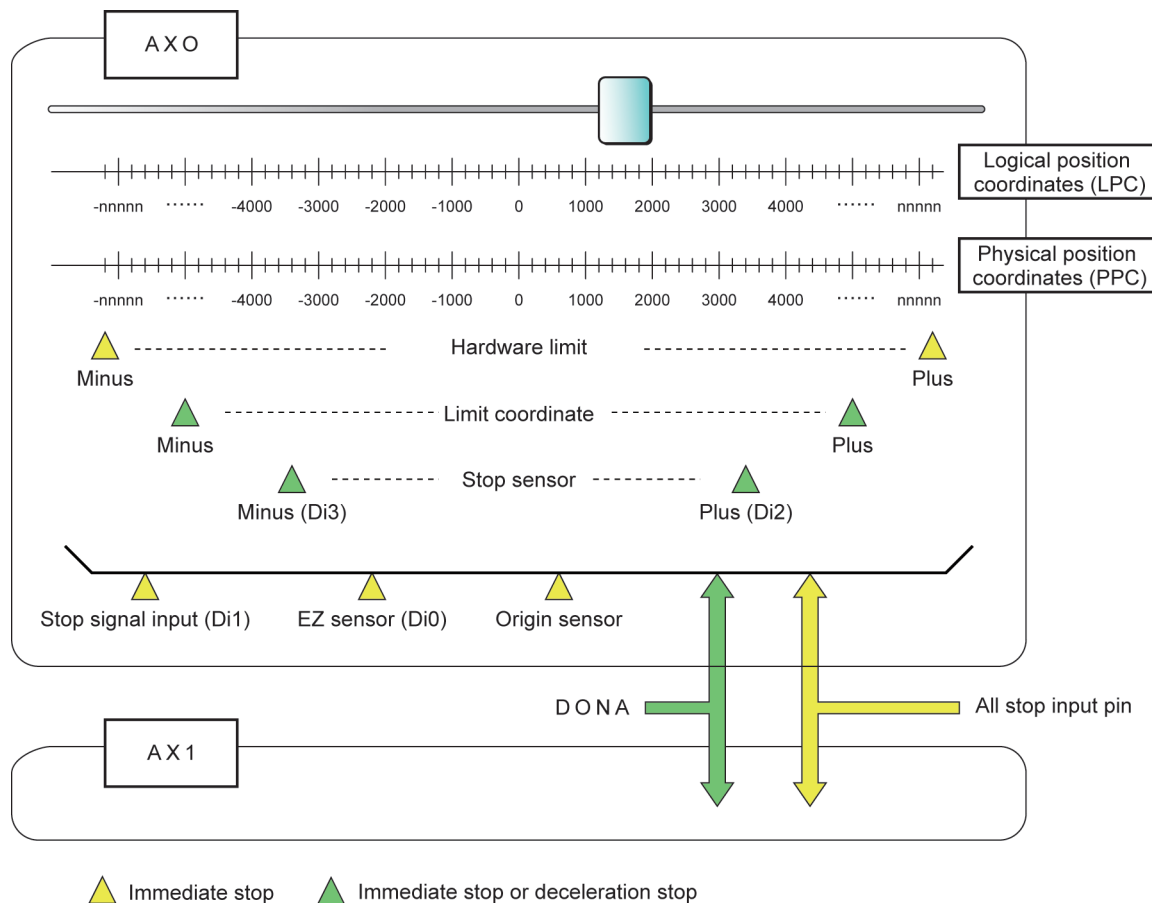 AXO
Logical position
coordinates (LPC)
-nnnnn ······ -4000 -3000 -2000 -1000 0 1000 2000 3000 4000 ······ nnnnn
Physical position
coordinates (PPC)
-nnnnn ······ -4000 -3000 -2000 -1000 0 1000 2000 3000 4000 ······ nnnnn
Minus Hardware limit Plus
Minus Limit coordinate Plus
Stop sensor
Minus (Di3) Plus (Di2)
Stop signal input (Di1) EZ sensor (Di0) Origin sensor
DONA All stop input pin
AX1
Immediate stop Immediate stop or deceleration stop